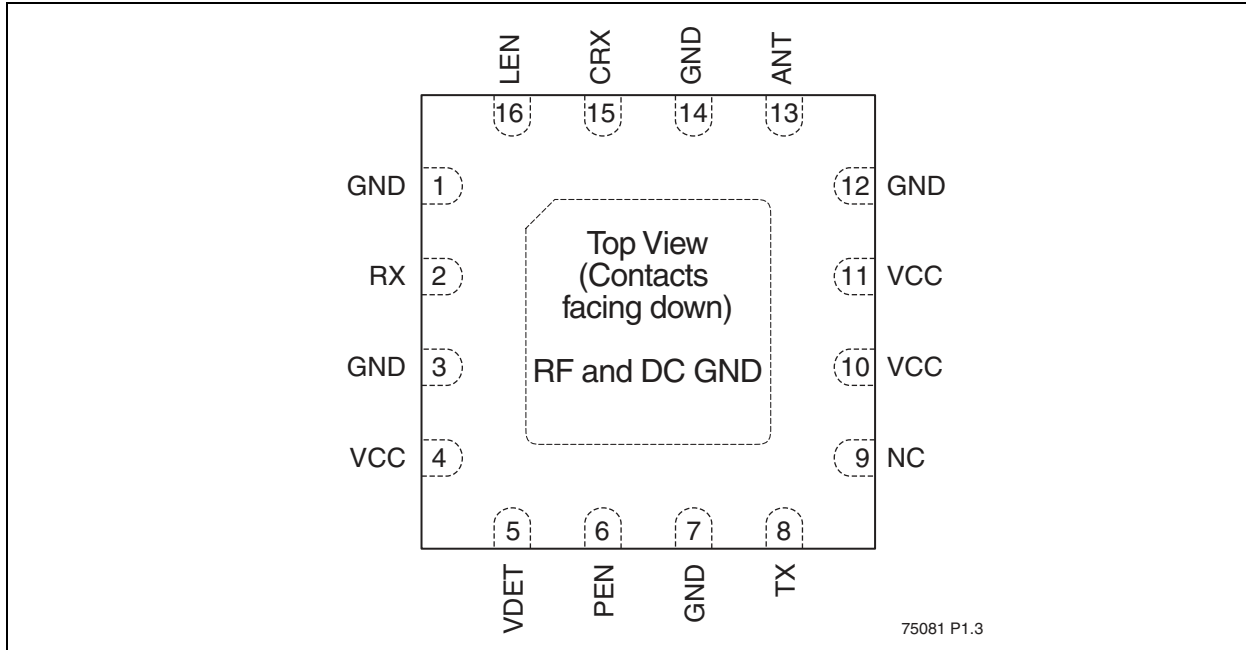 LEN CRX GND ANT
16 15 14 13
GND 1
12 GND
RX 2
11 VCC
GND 3
10 VCC
VCC 4
9 NC
Top View
(Contacts
facing down)
RF and DC GND
5 6 7 8
VDET PEN GND TX
75081 P1.3